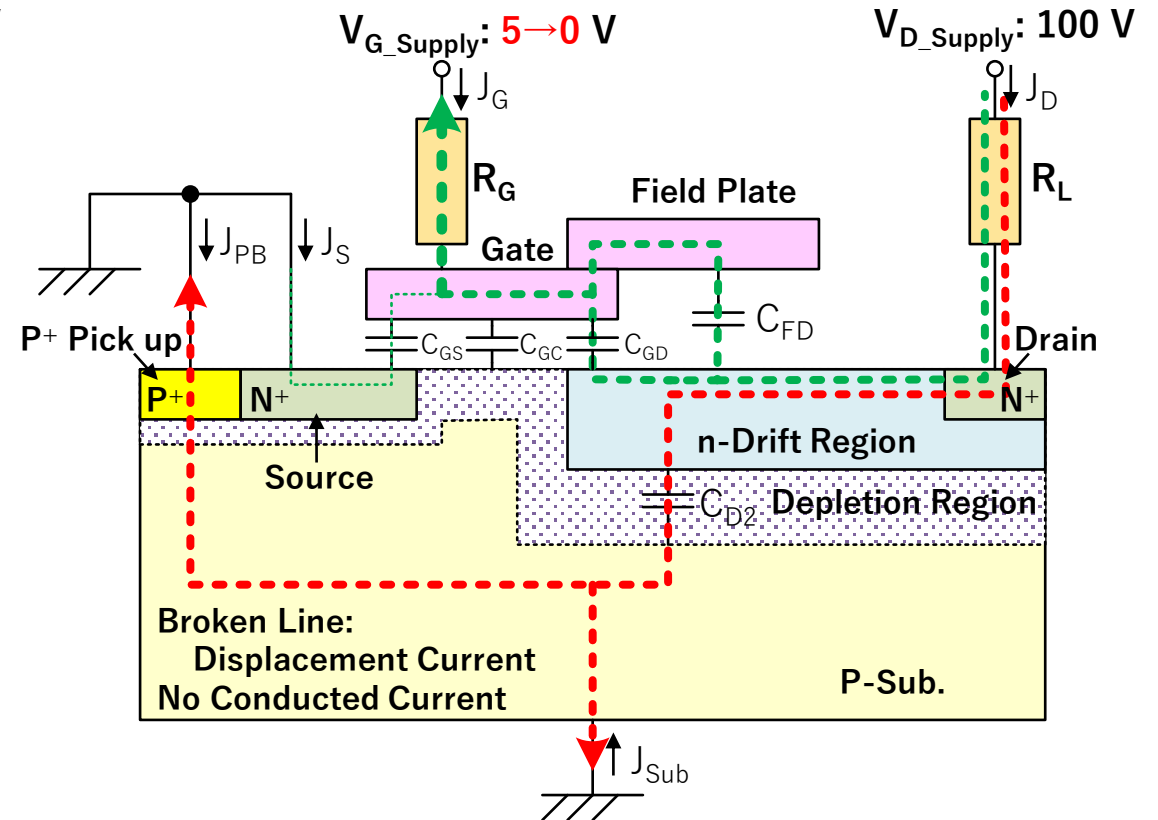 V_G_Supply: 5→0 V
V_D_Supply: 100 V
J_G
J_D
R_G
R_L
Field Plate
J_PB
J_S
Gate
P+ Pick up
C_GS
C_GC
C_GD
C_FD
Drain
P+
N+
N+
n-Drift Region
Source
C_D2
Depletion Region
Broken Line:
Displacement Current
No Conducted Current
P-Sub.
J_Sub